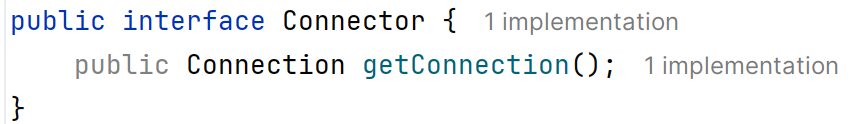 public interface Connector {  1 implementation
    public Connection getConnection();  1 implementation
}